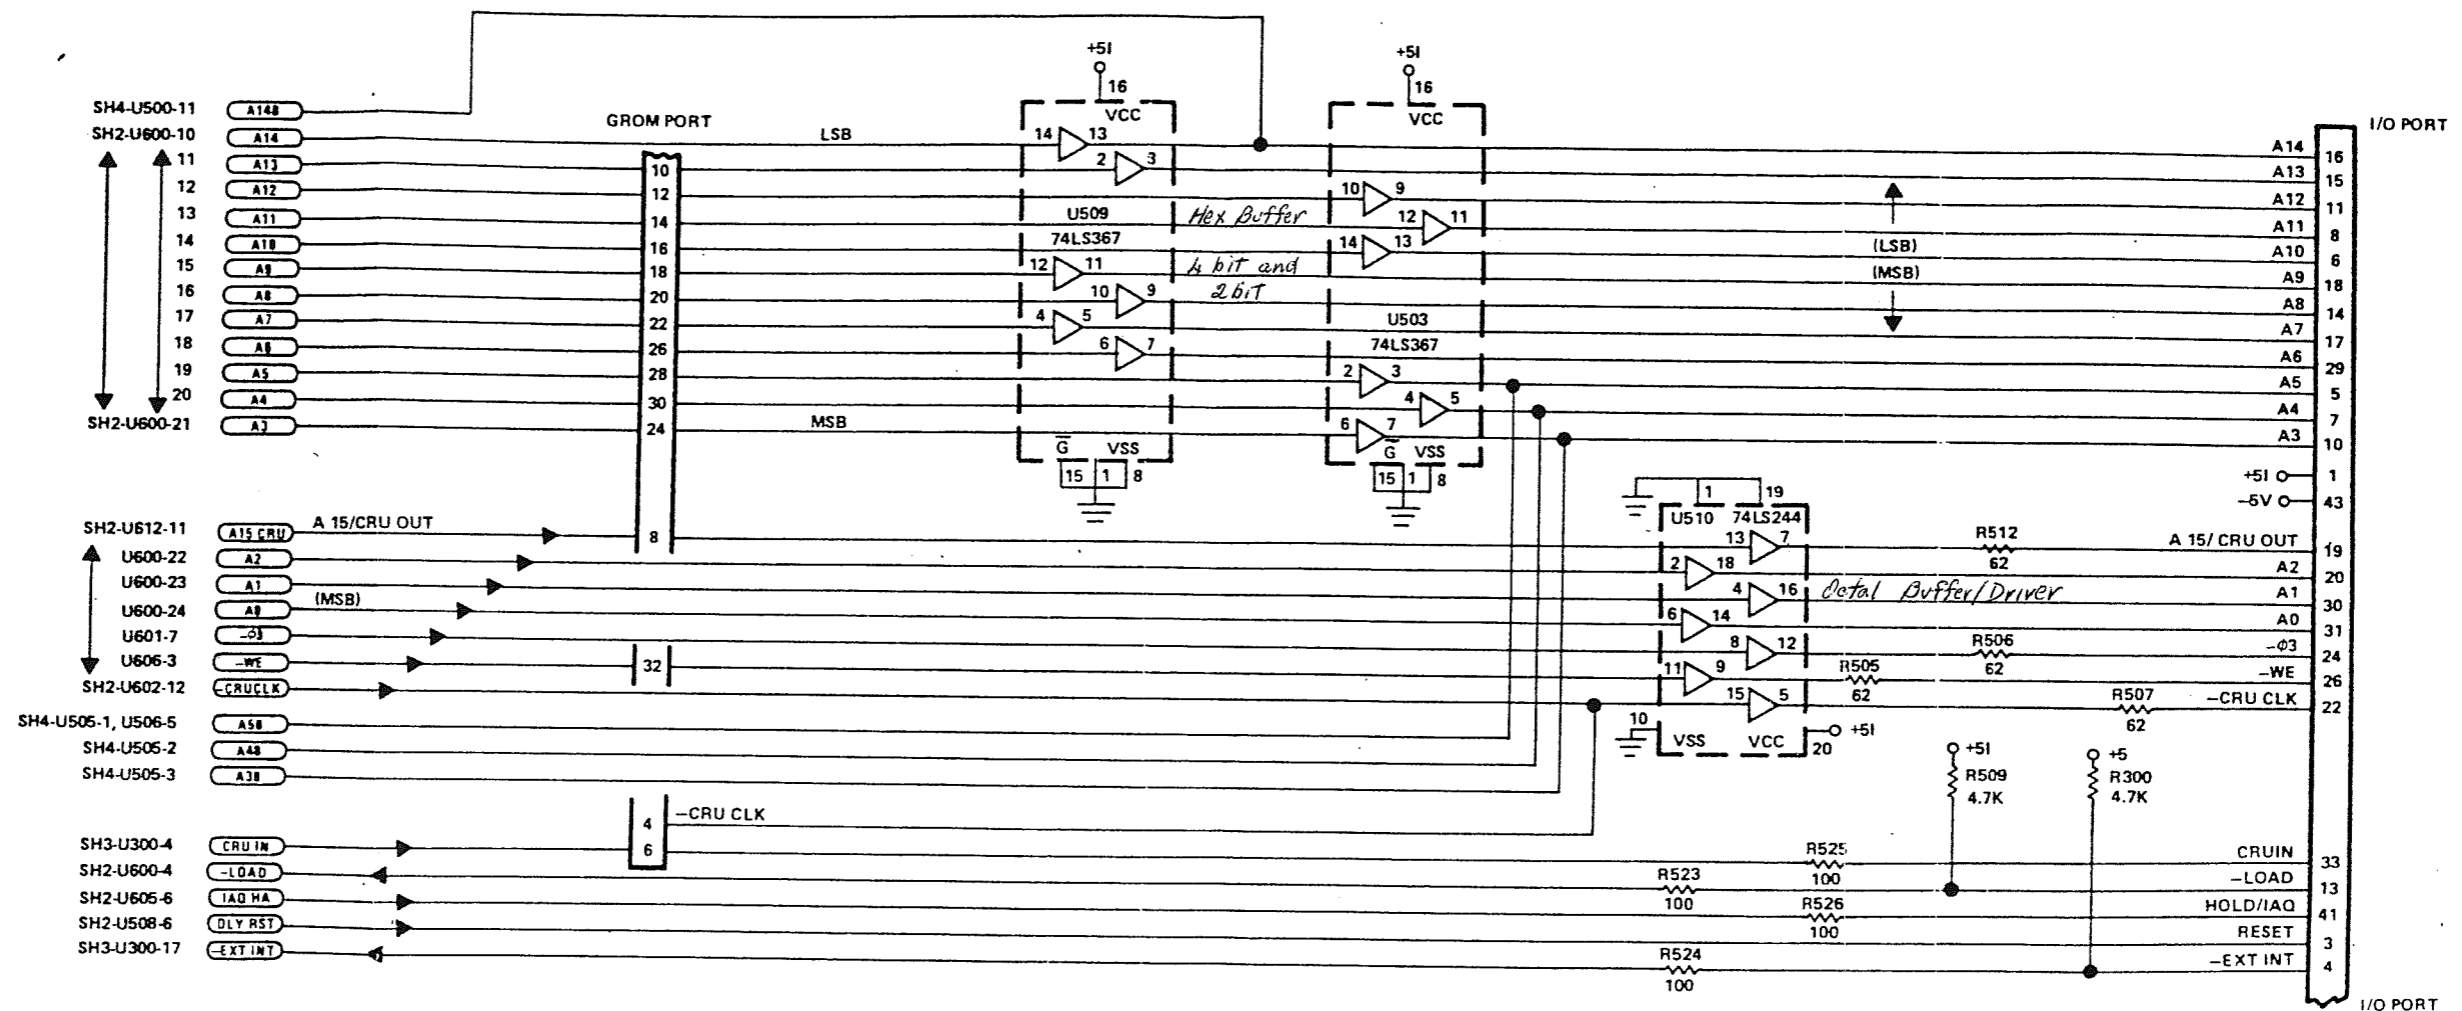 +5I
+5I
16
16
I/O PORT
SH4-U500-11 A14B
VCC
VCC
GROM PORT
SH2-U600-10 A14 LSB 14 13 A14 16
11 A13 10 2 3 A13 15
12 A12 12 10 9 A12 11
13 A11 14 U509 Hex Buffer 12 11 A11 8
14 A10 16 74LS367 14 13 (LSB) A10 6
15 A9 18 12 11 4 bit and (MSB) A9 18
16 A8 20 10 9 2 bit A8 14
17 A7 22 4 5 U503 A7 17
18 A6 26 6 7 74LS367 A6 29
19 A5 28 2 3 A5 5
20 A4 30 4 5 A4 7
SH2-U600-21 A3 24 MSB 6 7 A3 10
G VSS G VSS
15 1 8 15 1 8
+5I 1
-5V 43
1 19
U510 74LS244
SH2-U612-11 A15 CRU A 15/CRU OUT 8 13 7 R512 62 A 15/ CRU OUT 19
U600-22 A2 2 18 A2 20
U600-23 A1 4 16 Octal Buffer/Driver A1 30
U600-24 A0 (MSB) 6 14 A0 31
U601-7 -φ3 8 12 R506 62 -φ3 24
U606-3 -WE 32 11 9 R505 62 -WE 26
SH2-U602-12 -CRUCLK 15 5 R507 62 -CRU CLK 22
SH4-U505-1, U506-5 A5B
10 VSS VCC 20 +5I
SH4-U505-2 A4B
SH4-U505-3 A3B
+5I +5
R509 R300
4.7K 4.7K
4 -CRU CLK
SH3-U300-4 CRU IN 6 R525 100 CRUIN 33
SH2-U600-4 -LOAD R523 100 -LOAD 13
SH2-U605-6 IAQ HA R526 100 HOLD/IAQ 41
SH2-U508-6 DLY RST RESET 3
SH3-U300-17 -EXT INT R524 100 -EXT INT 4
I/O PORT